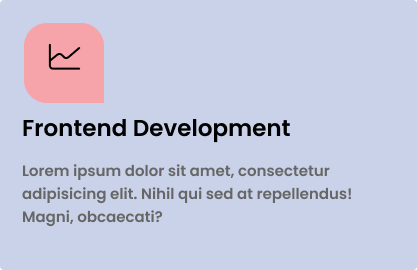 Frontend Development
Lorem ipsum dolor sit amet, consectetur
adipisicing elit. Nihil qui sed at repellendus!
Magni, obcaecati?